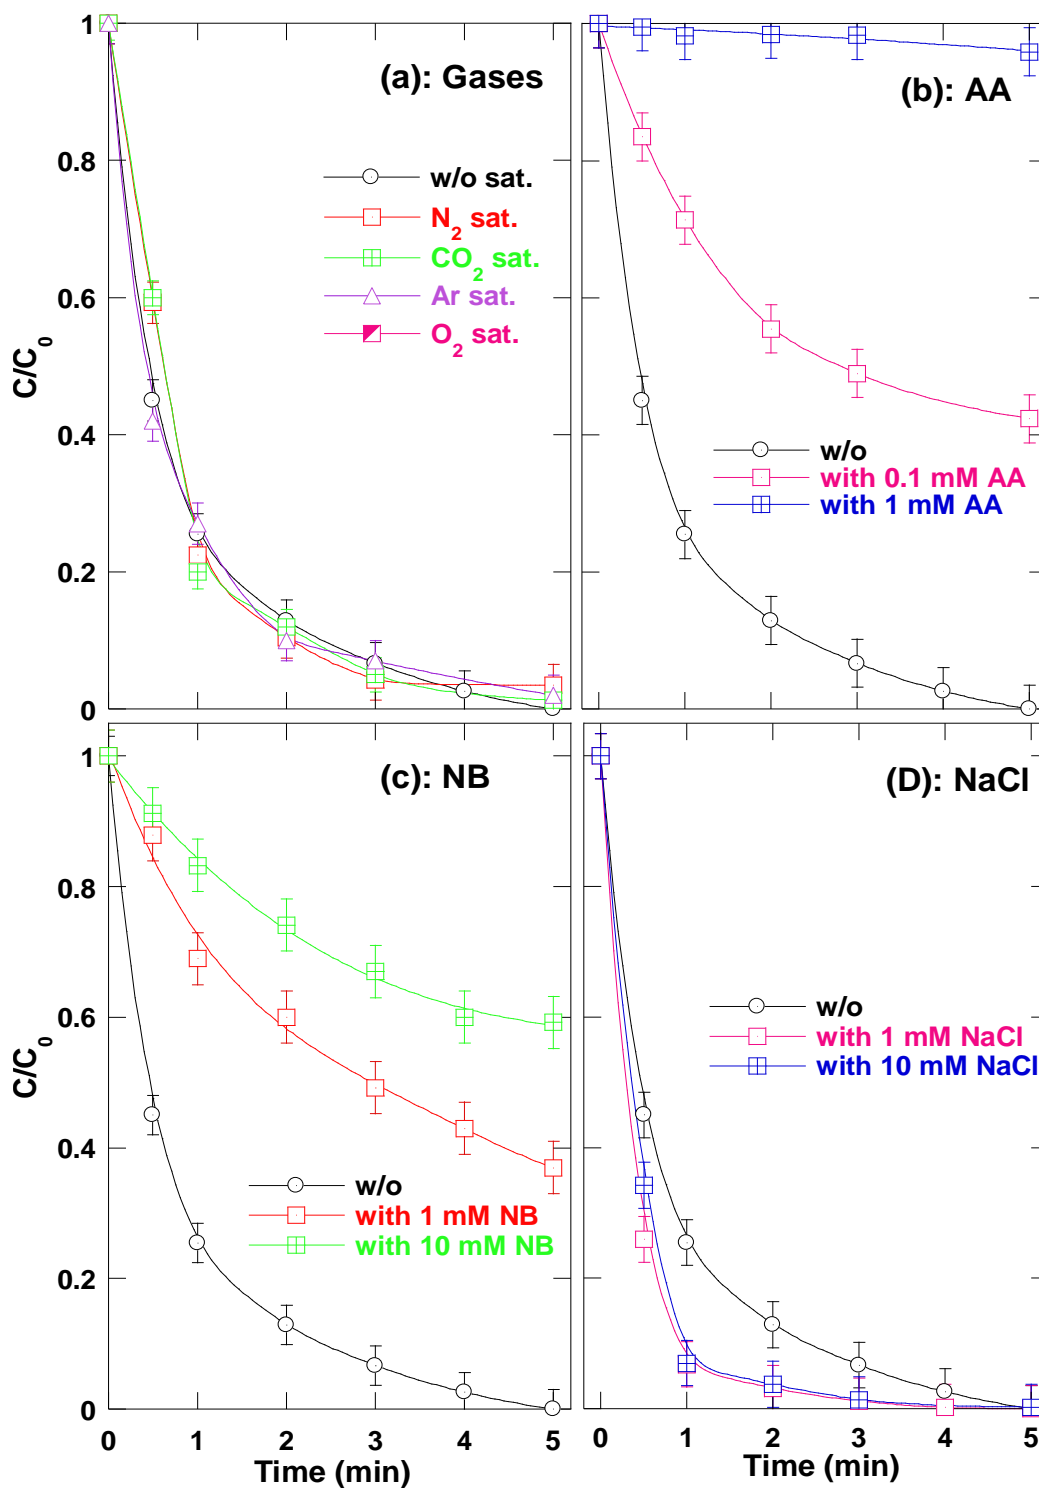 (a): Gases
w/o sat.
N2 sat.
CO2 sat.
Ar sat.
O2 sat.
C/C0
1
0.8
0.6
0.4
0.2
0
(b): AA
w/o
with 0.1 mM AA
with 1 mM AA
(c): NB
w/o
with 1 mM NB
with 10 mM NB
C/C0
1
0.8
0.6
0.4
0.2
0
0 1 2 3 4 5
Time (min)
(D): NaCl
w/o
with 1 mM NaCl
with 10 mM NaCl
0 1 2 3 4 5
Time (min)